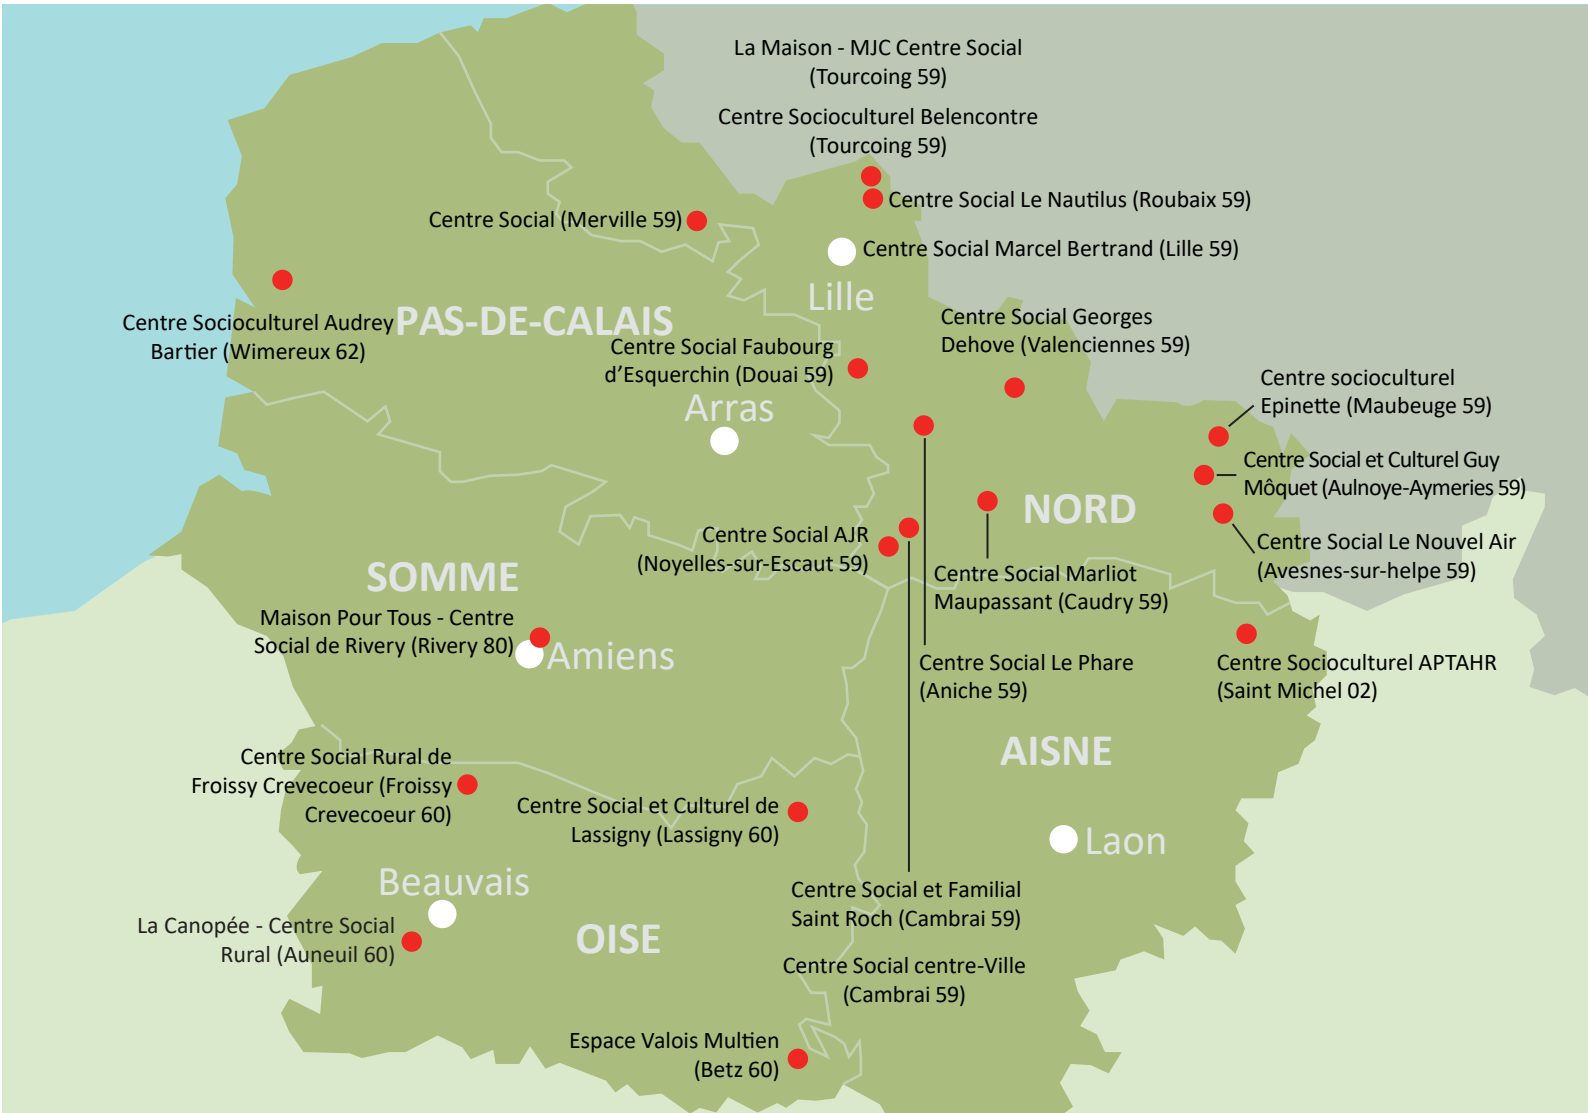 La Maison - MJC Centre Social
(Tourcoing 59)
Centre Socioculturel Belencontre
(Tourcoing 59)
Centre Social Le Nautilus (Roubaix 59)
Centre Social (Merville 59)
Centre Social Marcel Bertrand (Lille 59)
Lille
Centre Socioculturel Audrey
Bartier (Wimereux 62)
PAS-DE-CALAIS
Centre Social Georges
Dehove (Valenciennes 59)
Centre Social Faubourg
d'Esquerchin (Douai 59)
Arras
Centre socioculturel
Epinette (Maubeuge 59)
Centre Social et Culturel Guy
Môquet (Aulnoye-Aymeries 59)
NORD
Centre Social AJR
(Noyelles-sur-Escaut 59)
Centre Social Le Nouvel Air
(Avesnes-sur-helpe 59)
SOMME
Centre Social Marliot
Maupassant (Caudry 59)
Maison Pour Tous - Centre
Social de Rivery (Rivery 80)
Amiens
Centre Social Le Phare
(Aniche 59)
Centre Socioculturel APTAHR
(Saint Michel 02)
AISNE
Centre Social Rural de
Froissy Crevecoeur (Froissy
Crevecoeur 60)
Centre Social et Culturel de
Lassigny (Lassigny 60)
Laon
Beauvais
Centre Social et Familial
Saint Roch (Cambrai 59)
La Canopée - Centre Social
Rural (Auneuil 60)
OISE
Centre Social centre-Ville
(Cambrai 59)
Espace Valois Multien
(Betz 60)